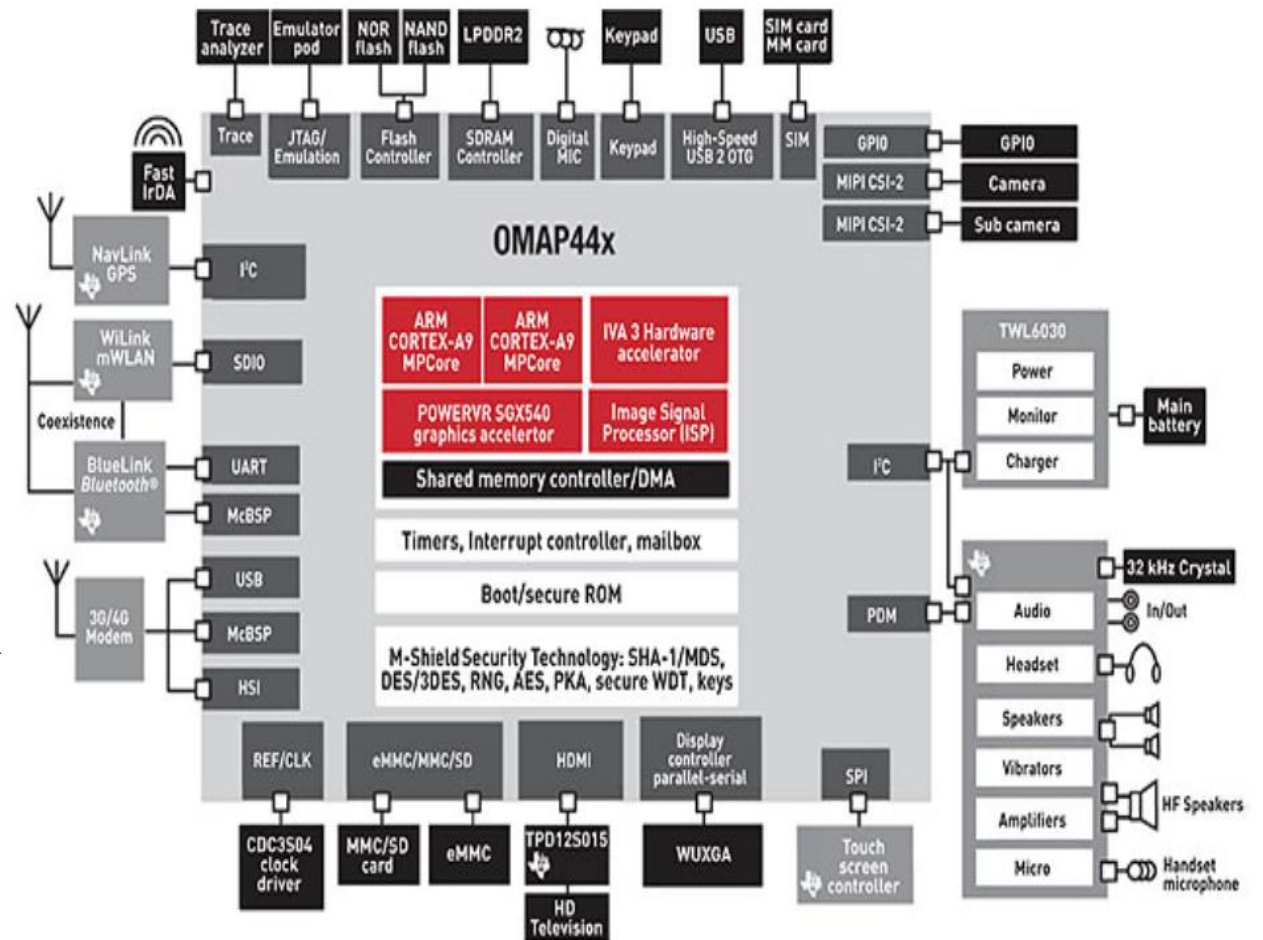 Trace
analyzer
Emulator
pod
NOR
flash
NAND
flash
LPDDR2
Keypad
USB
SIM card
MM card
Trace
JTAG/
Emulation
Flash
Controller
SDRAM
Controller
Digital
MIC
Keypad
High-Speed
USB 2 OTG
SIM
GPIO
GPIO
MIPI CSI-2
Camera
MIPI CSI-2
Sub camera
Fast
IrDA
OMAP44x
NavLink
GPS
I²C
WiLink
mWLAN
SDIO
Coexistence
BlueLink
Bluetooth®
UART
McBSP
3G/4G
Modem
USB
McBSP
HSI
ARM
CORTEX-A9
MPCore
ARM
CORTEX-A9
MPCore
IVA 3 Hardware
accelerator
POWERVR SGX540
graphics accelertor
Image Signal
Processor (ISP)
Shared memory controller/DMA
Timers, Interrupt controller, mailbox
Boot/secure ROM
M-Shield Security Technology: SHA-1/MDS,
DES/3DES, RNG, AES, PKA, secure WDT, keys
TWL6030
Power
Monitor
Charger
Main
battery
I²C
PDM
32 kHz Crystal
Audio
In/Out
Headset
Speakers
Vibrators
Amplifiers
HF Speakers
Micro
Handset
microphone
REF/CLK
eMMC/MMC/SD
HDMI
Display
controller
parallel-serial
SPI
CDC3S04
clock
driver
MMC/SD
card
eMMC
TPD12S015
HD
Television
WUXGA
Touch
screen
controller